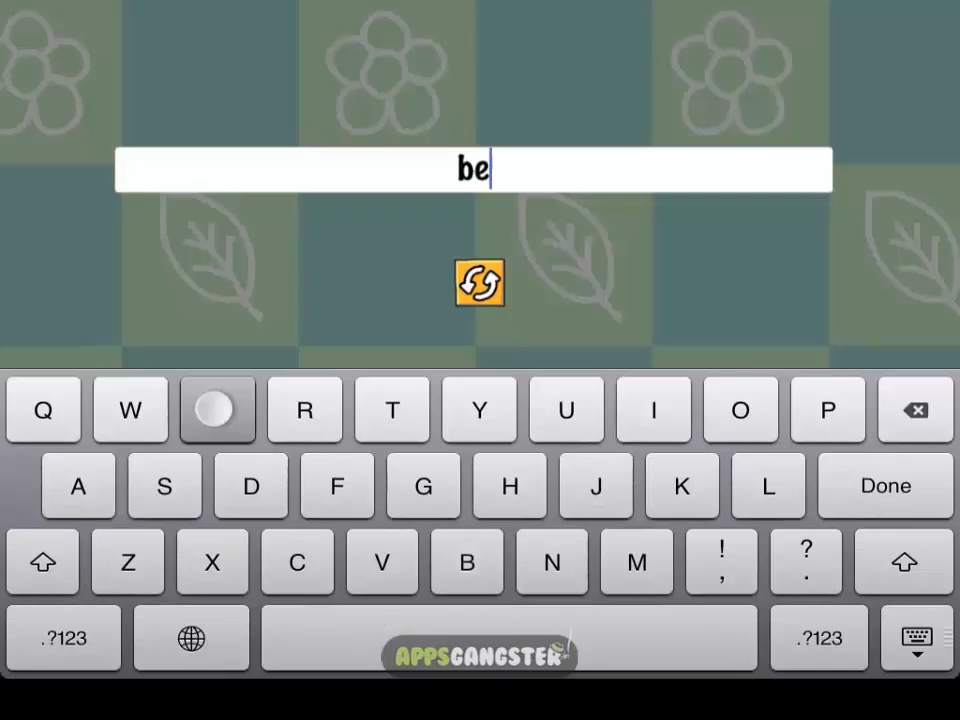 be
Q W R T Y U I O P
A S D F G H J K L Done
! ?
Z X C V B N M , .
.?123 .?123
APPSGANGSTER